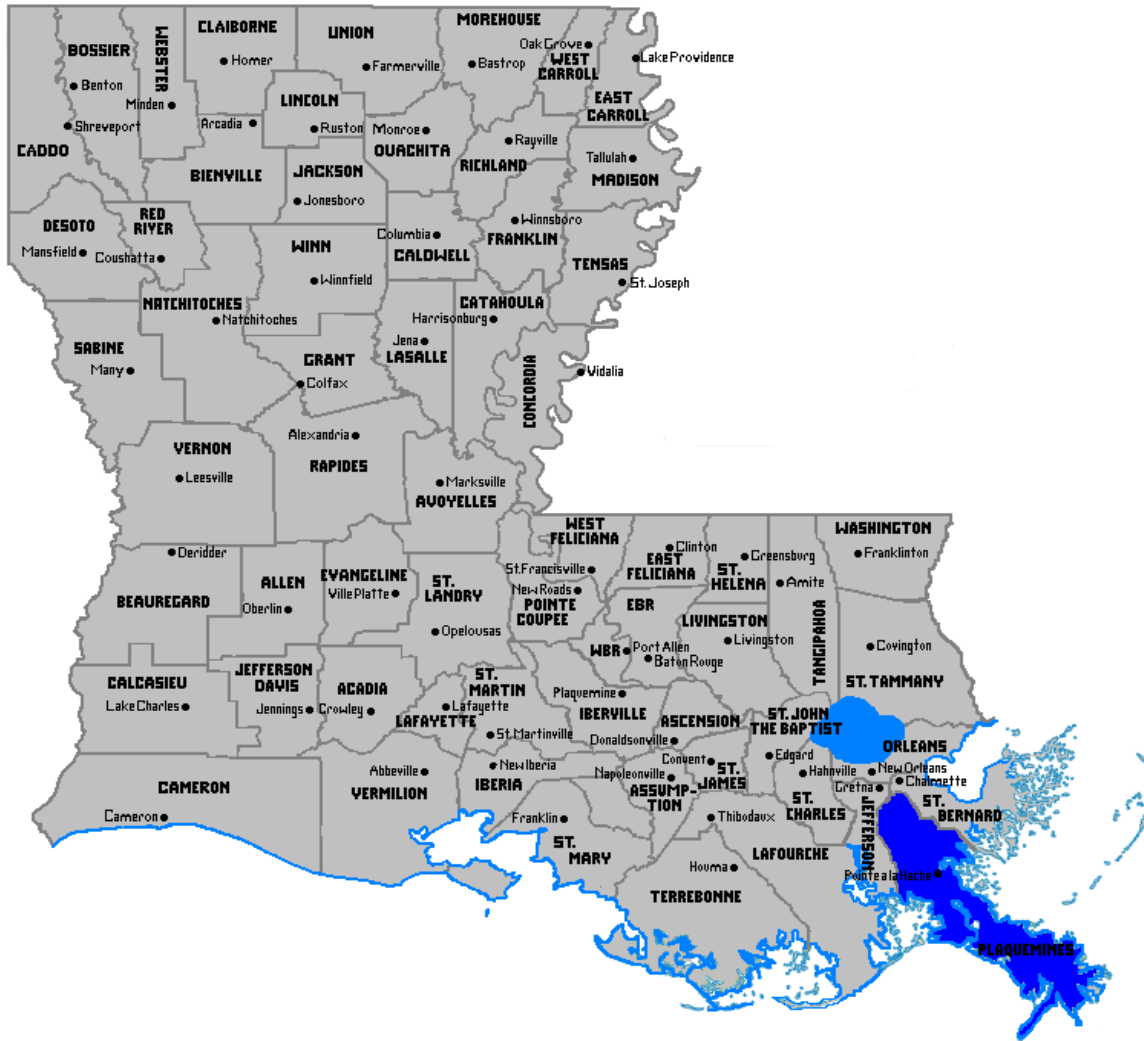 MOREHOUSE
CLAIBORNE
UNION
BOSSIER
WEBSTER
Oak Grove
WEST
CARROLL
Homer
Farmerville
Bastrop
Lake Providence
Benton
LINCOLN
EAST
CARROLL
Minden
Shreveport
Arcadia
Ruston
Monroe
OUACHITA
Rayville
CADDO
RICHLAND
Tallulah
MADISON
BIENVILLE
JACKSON
Jonesboro
RED
RIVER
DESOTO
Winnsboro
Columbia
FRANKLIN
Mansfield
Coushatta
WINN
CALDWELL
TENSAS
Winnfield
St. Joseph
NATCHITOCHES
CATAHOULA
Natchitoches
Harrisonburg
SABINE
Jena
LASALLE
GRANT
Many
Colfax
CONCORDIA
Vidalia
Alexandria
VERNON
RAPIDES
Leesville
Marksville
AVOYELLES
WEST
FELICIANA
WASHINGTON
Deridder
Clinton
Greensburg
Franklinton
EAST
FELICIANA
ST.
HELENA
St. Francisville
ALLEN
EVANGELINE
ST.
LANDRY
Amite
BEAUREGARD
Oberlin
Ville Platte
New Roads
POINTE
COUPEE
EBR
LIVINGSTON
Opelousas
Livingston
TANGIPAHOA
Covington
WBR
Port Allen
Baton Rouge
JEFFERSON
DAVIS
ST.
MARTIN
ST. TAMMANY
CALCASIEU
ACADIA
Plaquemine
Lake Charles
Jennings
Crowley
LAFAYETTE
Lafayette
IBERVILLE
ASCENSION
ST. JOHN
THE BAPTIST
St. Martinville
Donaldsonville
ORLEANS
Edgard
Convent
New Iberia
Abbeville
IBERIA
Napoleonville
ST.
JAMES
Hahnville
New Orleans
Chalmette
CAMERON
VERMILION
ASSUMP-
TION
Gretna
ST.
CHARLES
JEFFERSON
ST.
BERNARD
Cameron
Franklin
Thibodaux
ST.
MARY
LAFOURCHE
Houma
Pointe a la Hache
TERREBONNE
PLAQUEMINES